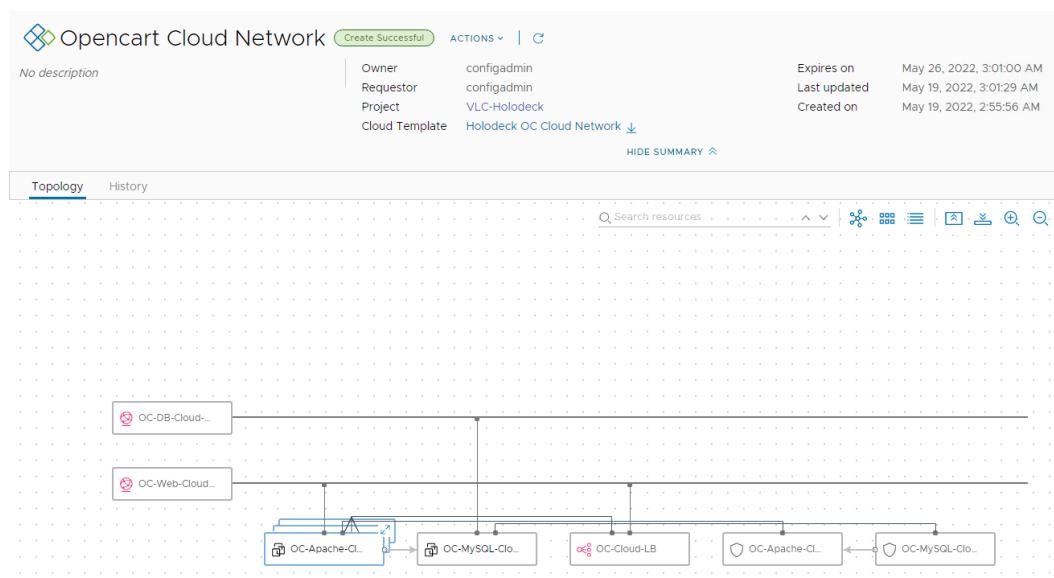 Opencart Cloud Network Create Successful ACTIONS
No description
Owner configadmin Expires on May 26, 2022, 3:01:00 AM
Requestor configadmin Last updated May 19, 2022, 3:01:29 AM
Project VLC-Holodeck Created on May 19, 2022, 2:55:56 AM
Cloud Template Holodeck OC Cloud Network
HIDE SUMMARY
Topology History
Search resources
OC-DB-Cloud-...
OC-Web-Cloud...
OC-Apache-Cl... OC-MySQL-Clo... OC-Cloud-LB OC-Apache-Cl... OC-MySQL-Clo...